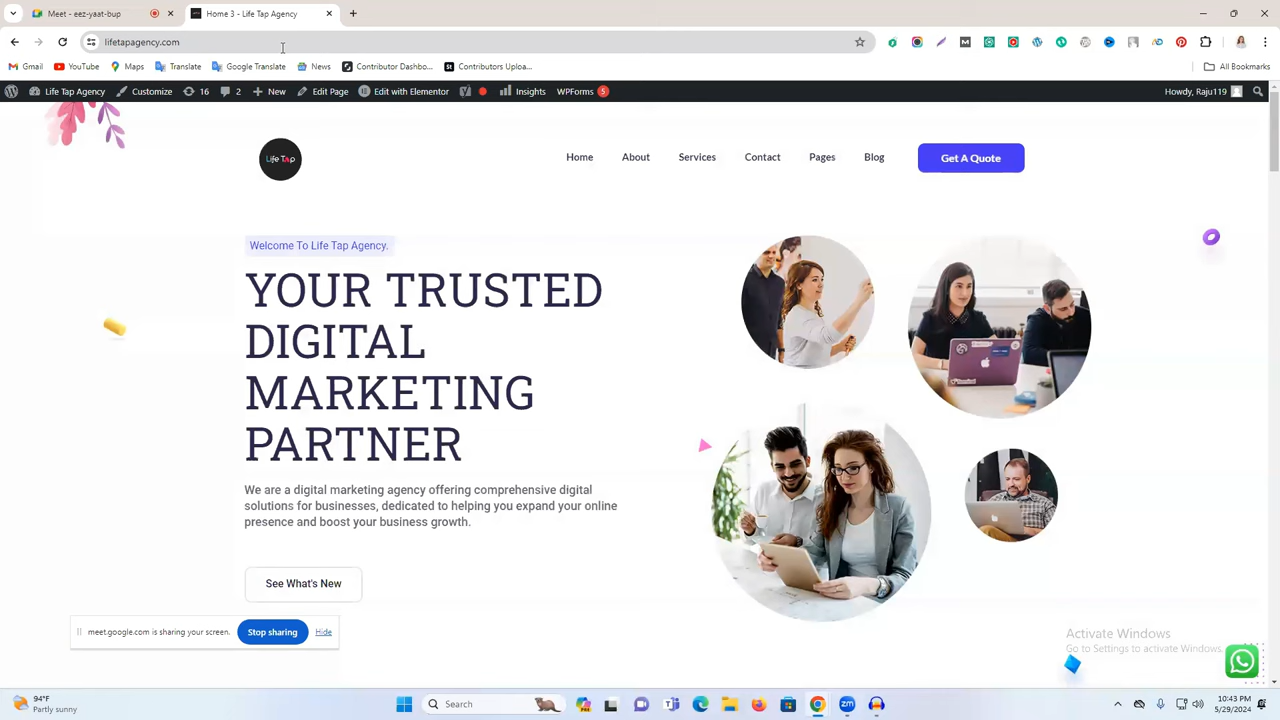 Meet - eez-yaat-bup
Home 3 - Life Tap Agency
lifetapagency.com
Gmail YouTube Maps Translate Google Translate News Contributor Dashbo... St Contributors Uploa... All Bookmarks
Life Tap Agency Customize 16 2 New Edit Page Edit with Elementor Insights WPForms 5 Howdy, Raju119
Life Tap Home About Services Contact Pages Blog Get A Quote
Welcome To Life Tap Agency.
YOUR TRUSTED
DIGITAL
MARKETING
PARTNER
We are a digital marketing agency offering comprehensive digital
solutions for businesses, dedicated to helping you expand your online
presence and boost your business growth.
See What's New
meet.google.com is sharing your screen. Stop sharing Hide
Activate Windows
Go to Settings to activate Windows.
94°F
Partly sunny
Search
zm
10:43 PM
5/29/2024